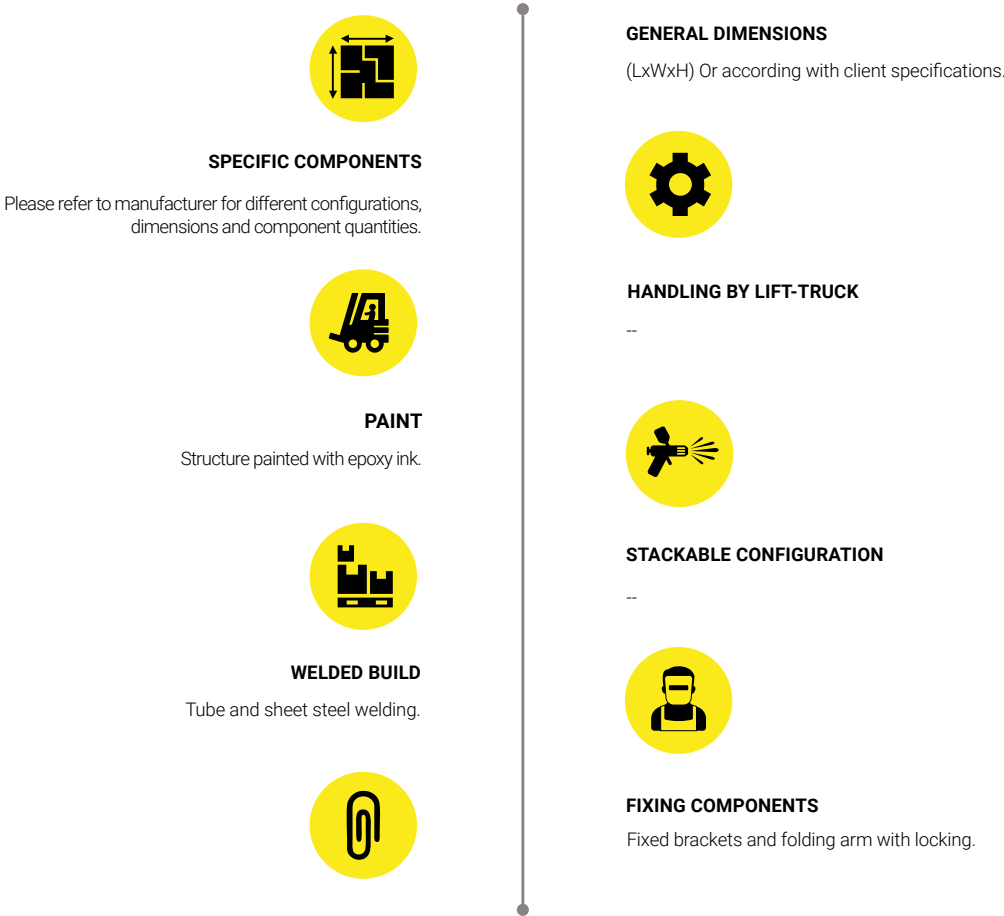 GENERAL DIMENSIONS
(LxWxH) Or according with client specifications.
SPECIFIC COMPONENTS
Please refer to manufacturer for different configurations,
dimensions and component quantities.
HANDLING BY LIFT-TRUCK
--
PAINT
Structure painted with epoxy ink.
STACKABLE CONFIGURATION
--
WELDED BUILD
Tube and sheet steel welding.
FIXING COMPONENTS
Fixed brackets and folding arm with locking.